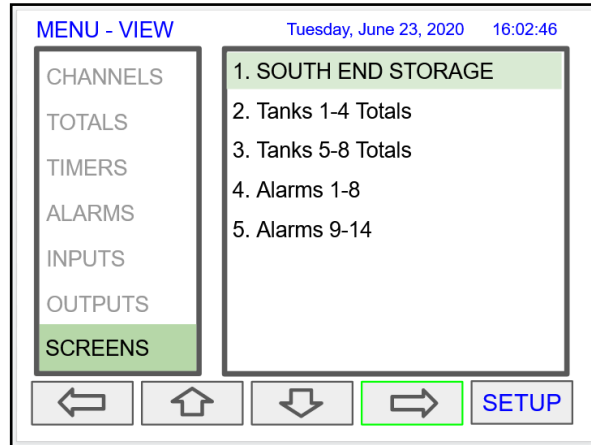 MENU - VIEW Tuesday, June 23, 2020 16:02:46
CHANNELS
TOTALS
TIMERS
ALARMS
INPUTS
OUTPUTS
SCREENS
1. SOUTH END STORAGE
2. Tanks 1-4 Totals
3. Tanks 5-8 Totals
4. Alarms 1-8
5. Alarms 9-14
SETUP